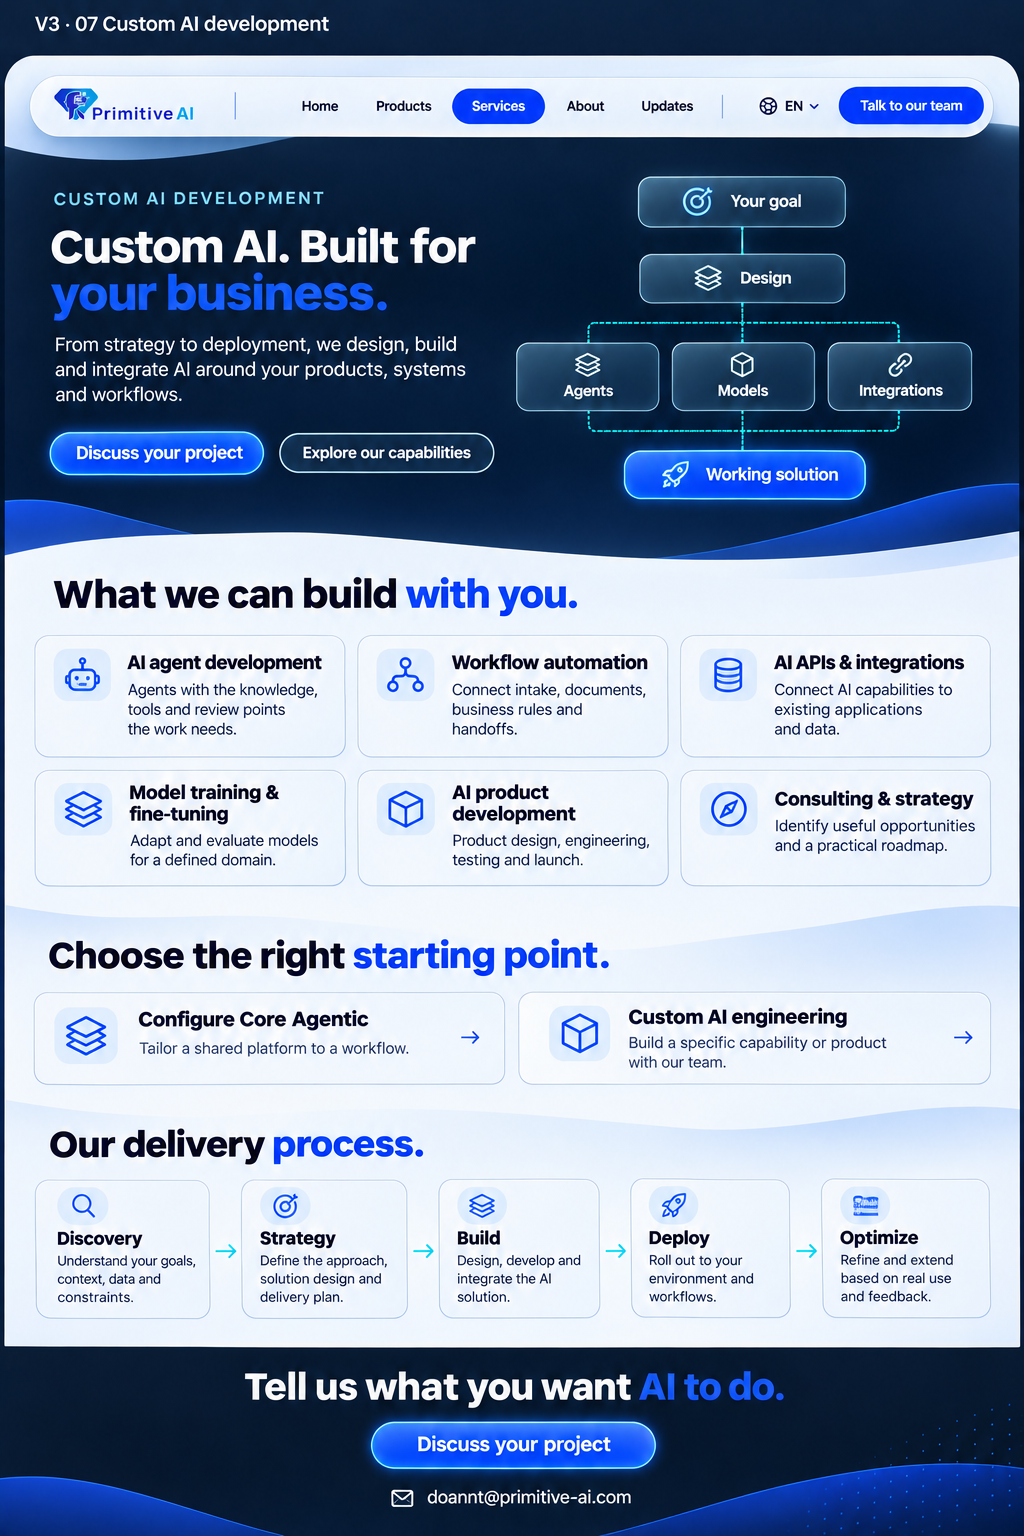 V3 · 07 Custom AI development
Primitive AI
Home
Products
Services
About
Updates
EN
Talk to our team
CUSTOM AI DEVELOPMENT
Custom AI. Built for
your business.
From strategy to deployment, we design, build
and integrate AI around your products, systems
and workflows.
Discuss your project
Explore our capabilities
Your goal
Design
Agents
Models
Integrations
Working solution
What we can build with you.
AI agent development
Agents with the knowledge,
tools and review points
the work needs.
Workflow automation
Connect intake, documents,
business rules and
handoffs.
AI APIs & integrations
Connect AI capabilities to
existing applications
and data.
Model training &
fine-tuning
Adapt and evaluate models
for a defined domain.
AI product
development
Product design, engineering,
testing and launch.
Consulting & strategy
Identify useful opportunities
and a practical roadmap.
Choose the right starting point.
Configure Core Agentic
Tailor a shared platform to a workflow.
Custom AI engineering
Build a specific capability or product
with our team.
Our delivery process.
Discovery
Understand your goals,
context, data and
constraints.
Strategy
Define the approach,
solution design and
delivery plan.
Build
Design, develop and
integrate the AI
solution.
Deploy
Roll out to your
environment and
workflows.
Optimize
Refine and extend
based on real use
and feedback.
Tell us what you want AI to do.
Discuss your project
doannt@primitive-ai.com